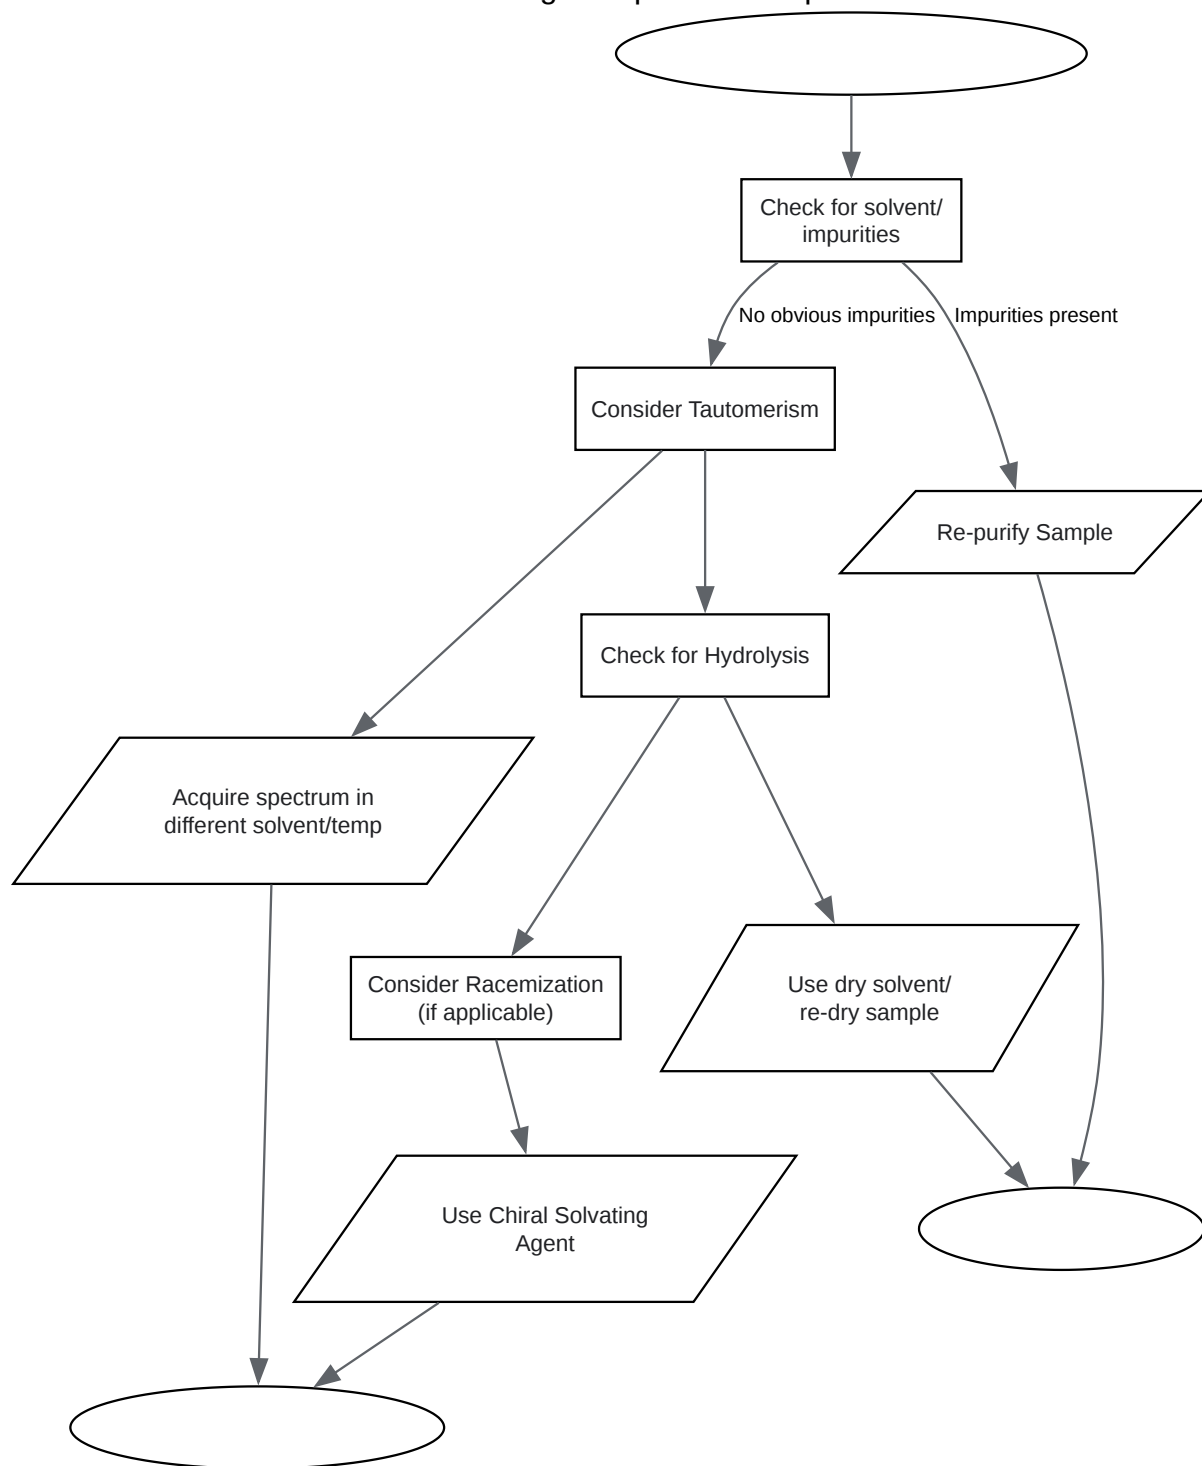 Check for solvent/
impurities
No obvious impurities
Impurities present
Consider Tautomerism
Re-purify Sample
Check for Hydrolysis
Acquire spectrum in
different solvent/temp
Consider Racemization
(if applicable)
Use dry solvent/
re-dry sample
Use Chiral Solvating
Agent